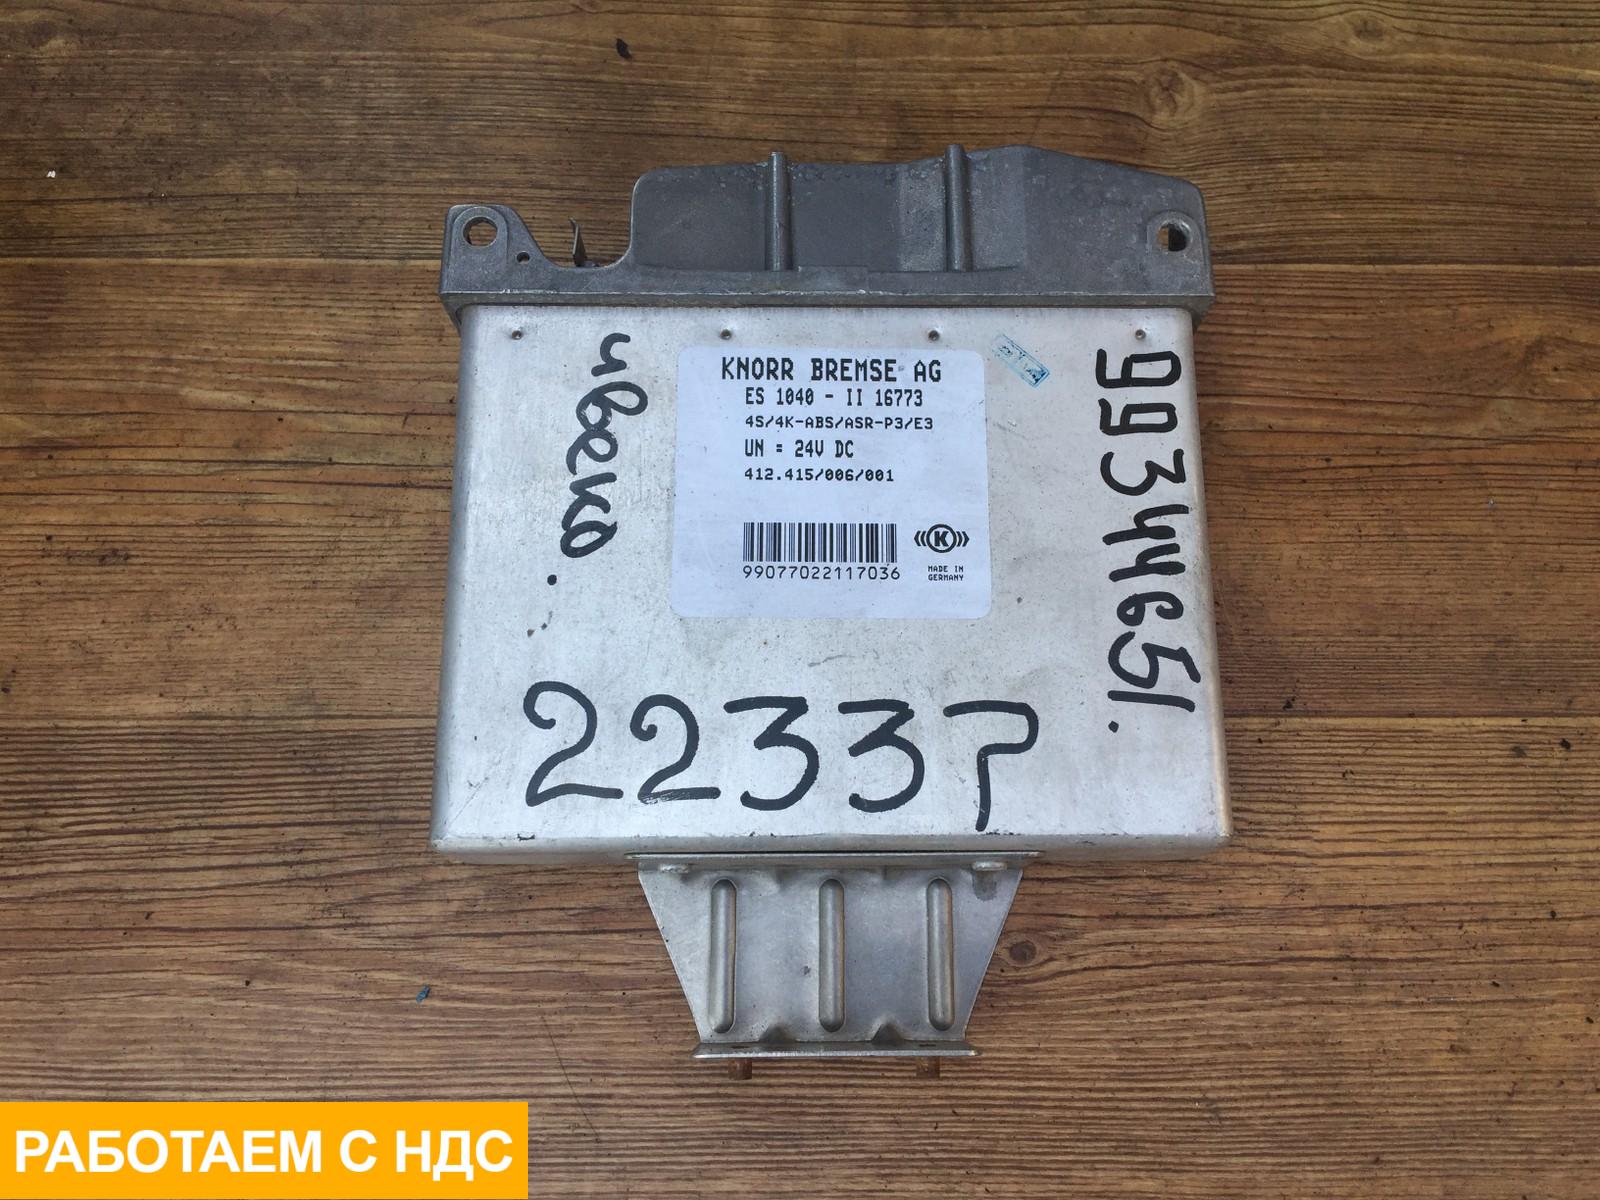 KNORR BREMSE AG
ES 1040 - II 16773
4S/4K-ABS/ASR-P3/E3
UN = 24V DC
412.415/006/001
99077022117036
K
MADE IN
GERMANY
ивеко.
99344651.
22337
РАБОТАЕМ С НДС